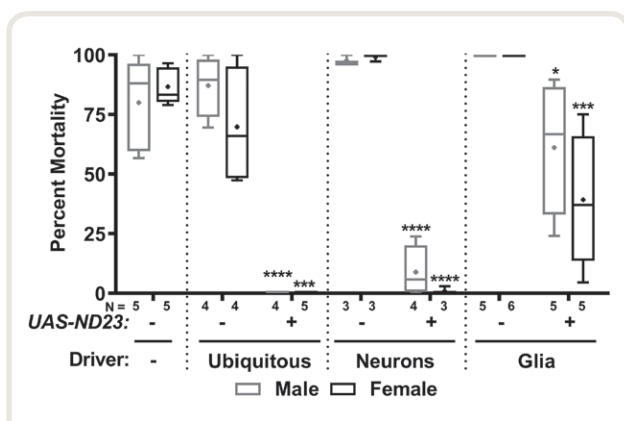 Percent Mortality
100
75
50
25
0
* ***
**** *** **** ****
N = 5 5 4 4 4 5 3 3 4 3 5 6 5 5
UAS-ND23: - - + - + - +
Driver: - Ubiquitous Neurons Glia
Male Female